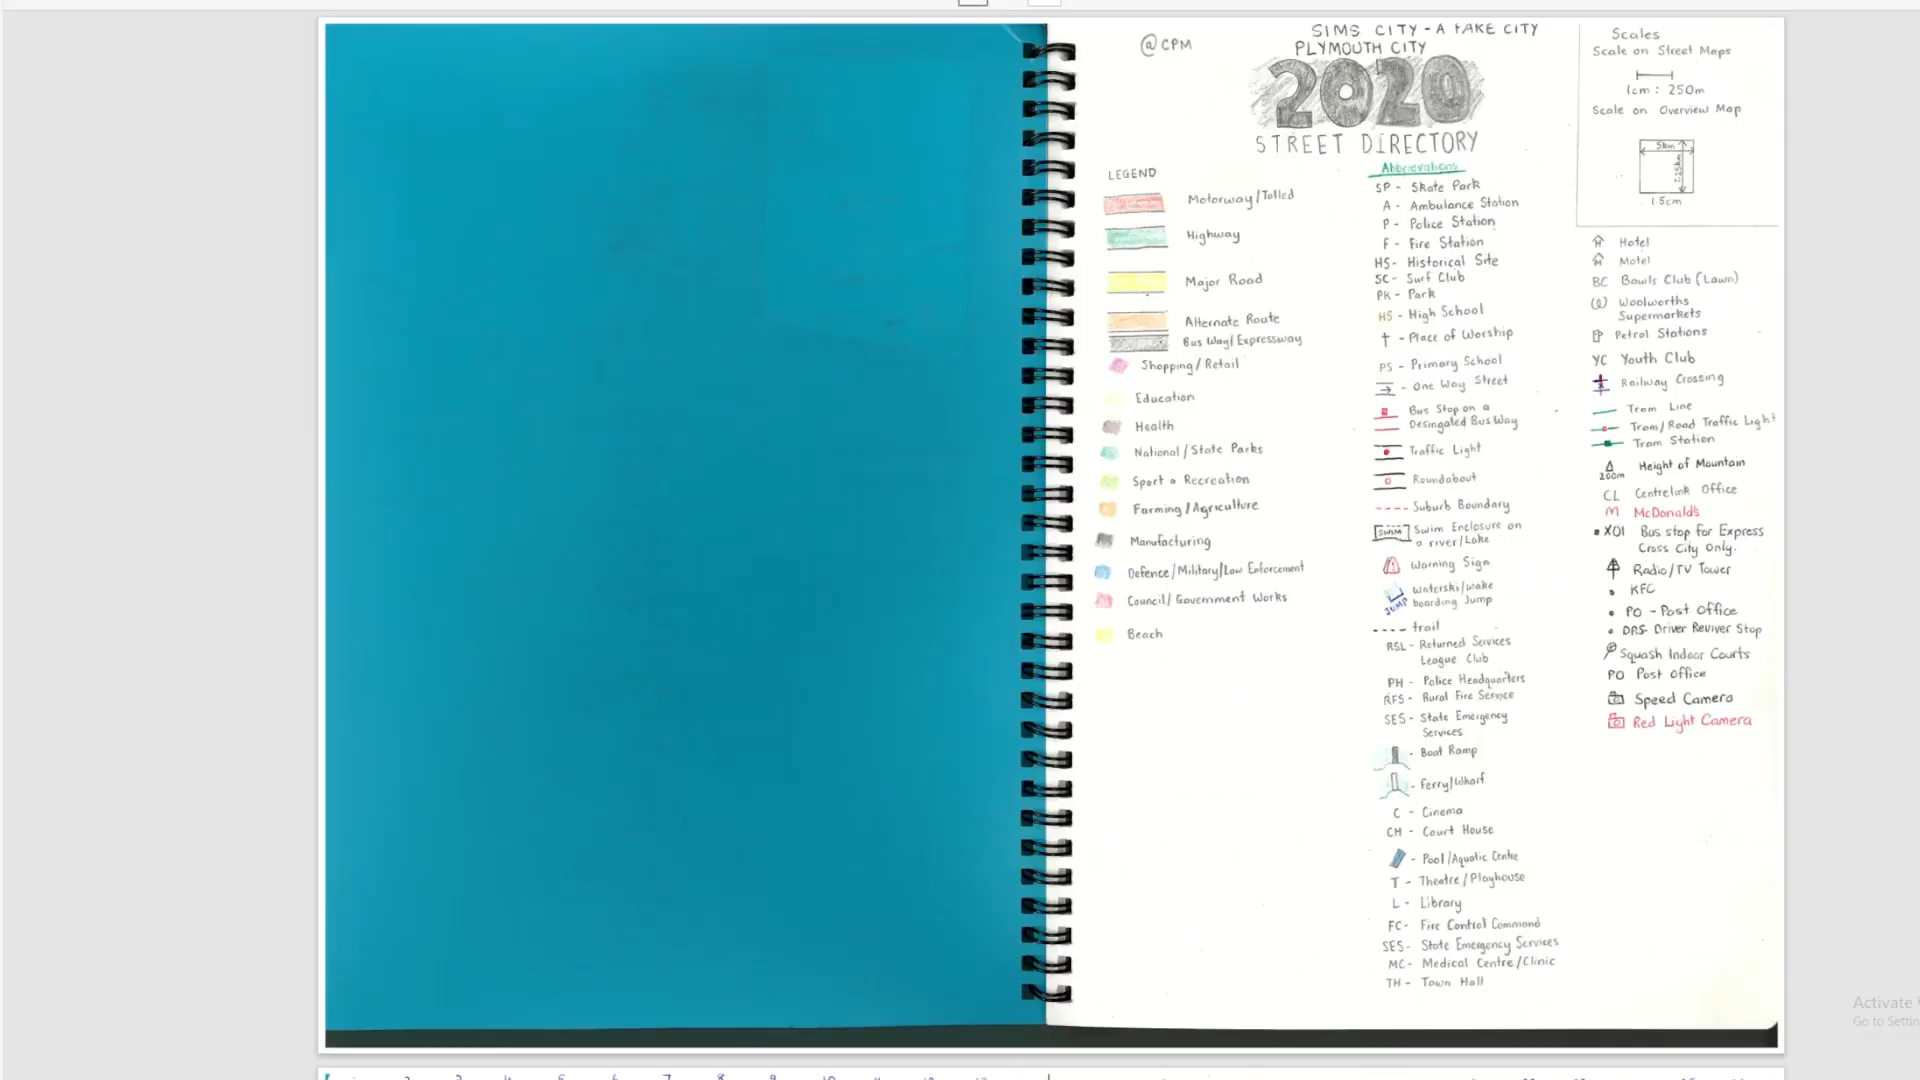 @CPM
SIMS CITY - A FAKE CITY
PLYMOUTH CITY
2020
STREET DIRECTORY
LEGEND
Motorway/Tolled
Highway
Major Road
Alternate Route
Bus Way/Expressway
Shopping/Retail
Education
Health
National/State Parks
Sport & Recreation
Farming/Agriculture
Manufacturing
Defence/Military/Law Enforcement
Council/Government Works
Beach
Abbrievations
SP - Skate Park
A - Ambulance Station
P - Police Station
F - Fire Station
HS - Historical Site
SC - Surf Club
PK - Park
HS - High School
- Place of Worship
PS - Primary School
- One Way Street
Bus Stop on a
Desingated Bus Way
Traffic Light
Roundabout
Suburb Boundary
SWIM Swim Enclosure on
a river/Lake
Warning Sign
Waterski/wake
JUMP boarding Jump
trail
RSL - Returned Services
League Club
PH - Police Headquarters
RFS - Rural Fire Service
SES - State Emergency
Services
- Boat Ramp
- Ferry/Wharf
C - Cinema
CH - Court House
- Pool/Aquatic Centre
T - Theatre/Playhouse
L - Library
FC - Fire Control Command
SES - State Emergency Services
MC - Medical Centre/Clinic
TH - Town Hall
Scales
Scale on Street Maps
1cm : 250m
Scale on Overview Map
5km
1.5cm
H Hotel
M Motel
BC Bowls Club (Lawn)
W Woolworths
Supermarkets
P Petrol Stations
YC Youth Club
Railway Crossing
Tram Line
Tram/Road Traffic Light
Tram Station
200m Height of Mountain
CL Centrelink Office
M McDonald's
X01 Bus stop for Express
Cross City Only.
Radio/TV Tower
KFC
PO - Post Office
DRS - Driver Reviver Stop
Squash Indoor Courts
PO Post Office
Speed Camera
Red Light Camera
Activate